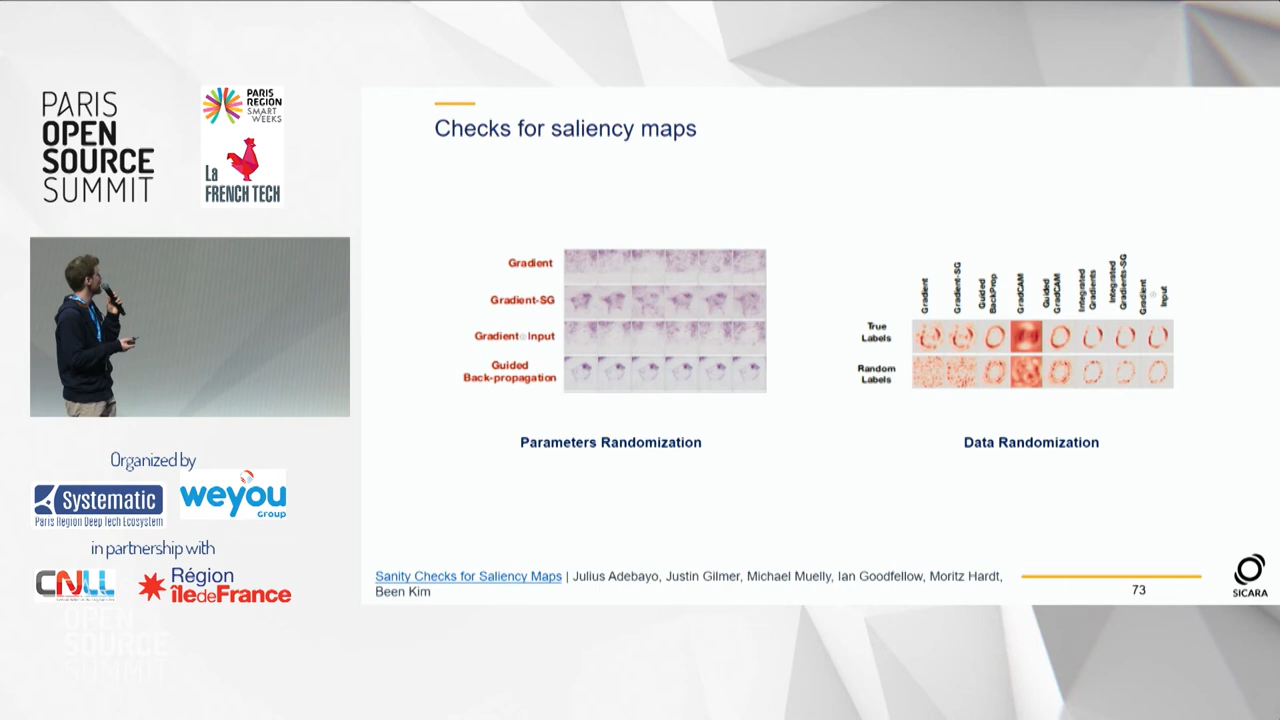 PARIS
OPEN
SOURCE
SUMMIT
PARIS
REGION
SMART
WEEKS
La
FRENCH TECH
Organized by
Systematic
Paris Region Deep Tech Ecosystem
weyou
Group
in partnership with
CNLL
Région
îledeFrance
OPEN
SOURCE
SUMMIT
Checks for saliency maps
Gradient
Gradient-SG
Gradient⊙Input
Guided
Back-propagation
Parameters Randomization
Gradient
Gradient-SG
Guided
BackProp
GradCAM
Guided
GradCAM
Integrated
Gradients
Integrated
Gradients-SG
Gradient
⊙
Input
True
Labels
Random
Labels
Data Randomization
Sanity Checks for Saliency Maps | Julius Adebayo, Justin Gilmer, Michael Muelly, Ian Goodfellow, Moritz Hardt,
Been Kim
73
SICARA